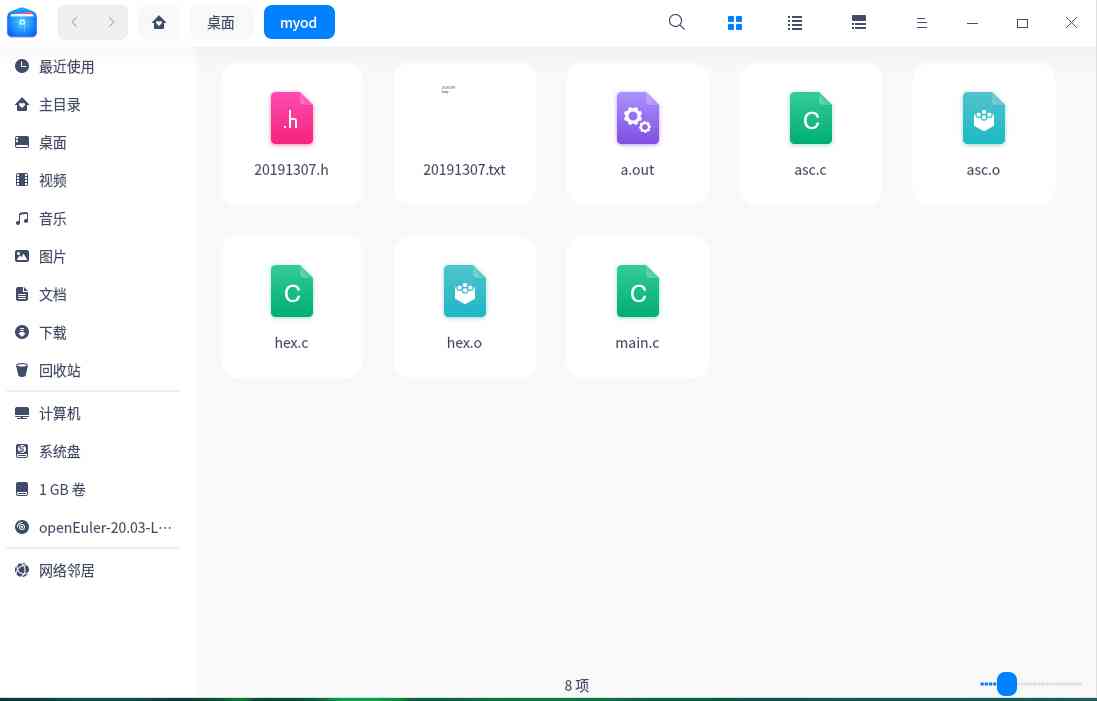 桌面
myod
最近使用
主目录
桌面
视频
音乐
图片
文档
下载
回收站
计算机
系统盘
1 GB 卷
openEuler-20.03-L···
网络邻居
.h
20191307.h
20191307.txt
a.out
C
asc.c
asc.o
C
hex.c
hex.o
C
main.c
8 项